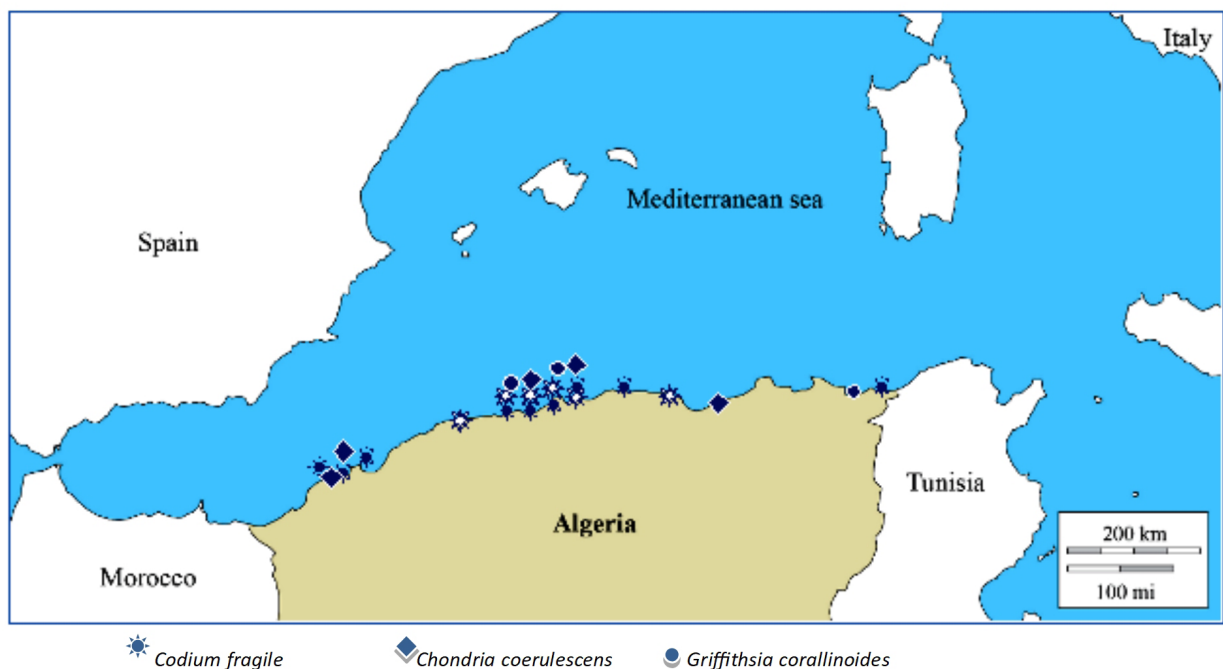 Italy
Mediterranean sea
Spain
Tunisia
Algeria
Morocco
200 km
100 mi
Codium fragile
Chondria coerulescens
Griffithsia corallinoides